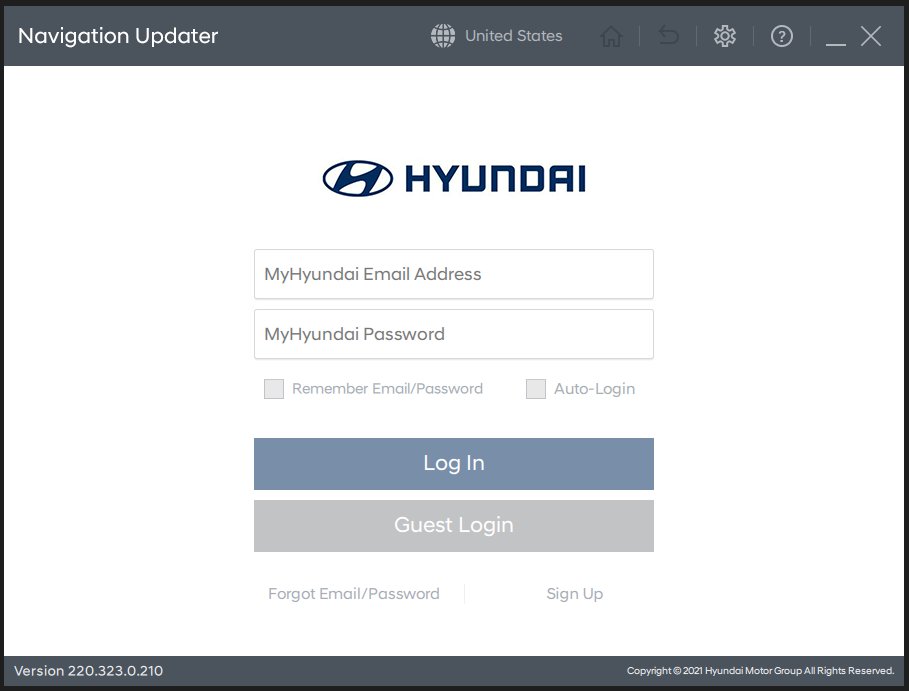 Navigation Updater
United States
?
HYUNDAI
MyHyundai Email Address
MyHyundai Password
Remember Email/Password
Auto-Login
Log In
Guest Login
Forgot Email/Password
Sign Up
Version 220.323.0.210
Copyright © 2021 Hyundai Motor Group All Rights Reserved.